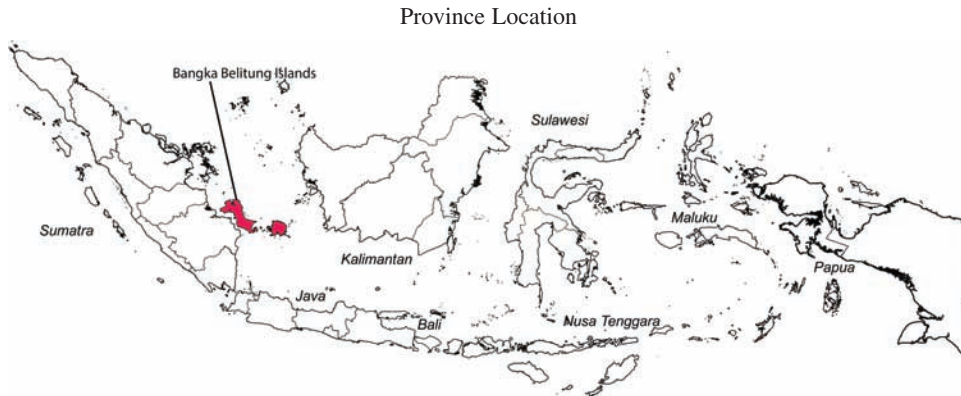 Province Location
Bangka Belitung Islands
Sulawesi
Sumatra
Maluku
Kalimantan
Papua
Java
Bali
Nusa Tenggara